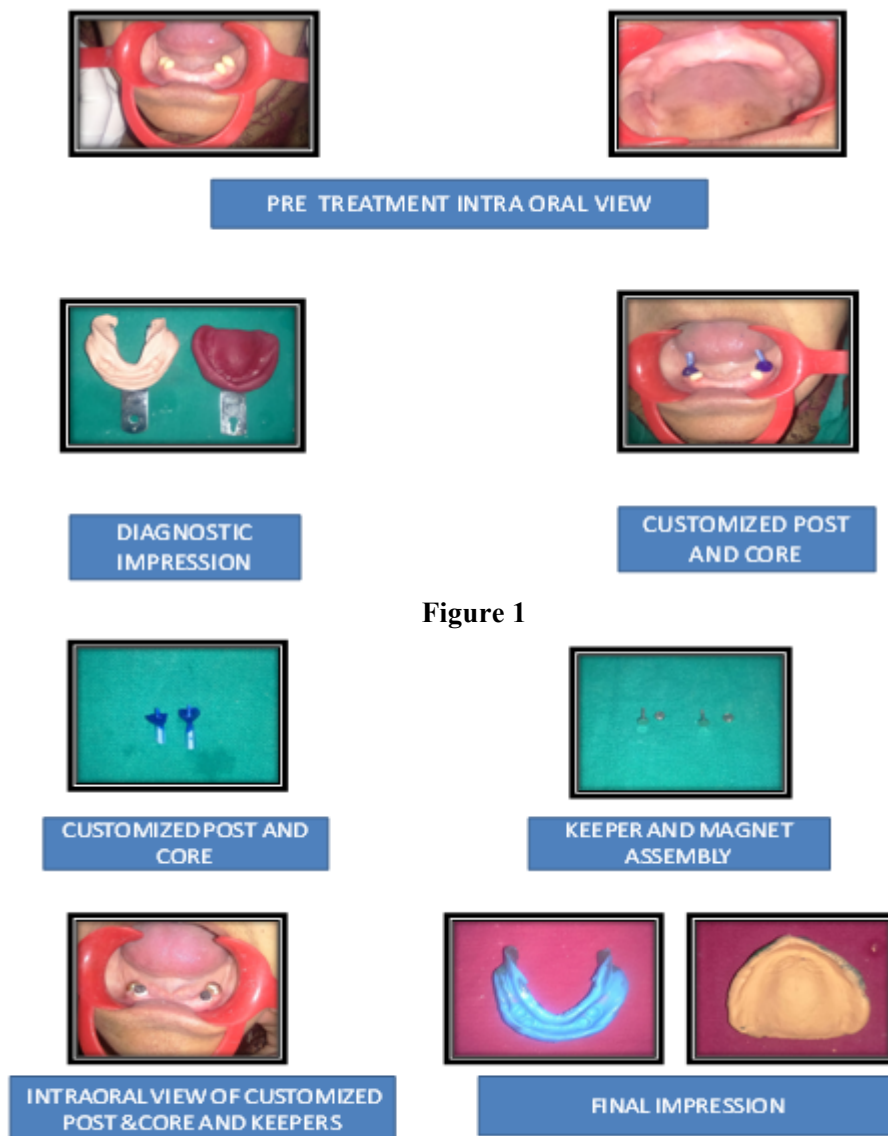 PRE TREATMENT INTRA ORAL VIEW
DIAGNOSTIC
IMPRESSION
CUSTOMIZED POST
AND CORE
Figure 1
CUSTOMIZED POST AND
CORE
KEEPER AND MAGNET
ASSEMBLY
INTRAORAL VIEW OF CUSTOMIZED
POST &CORE AND KEEPERS
FINAL IMPRESSION